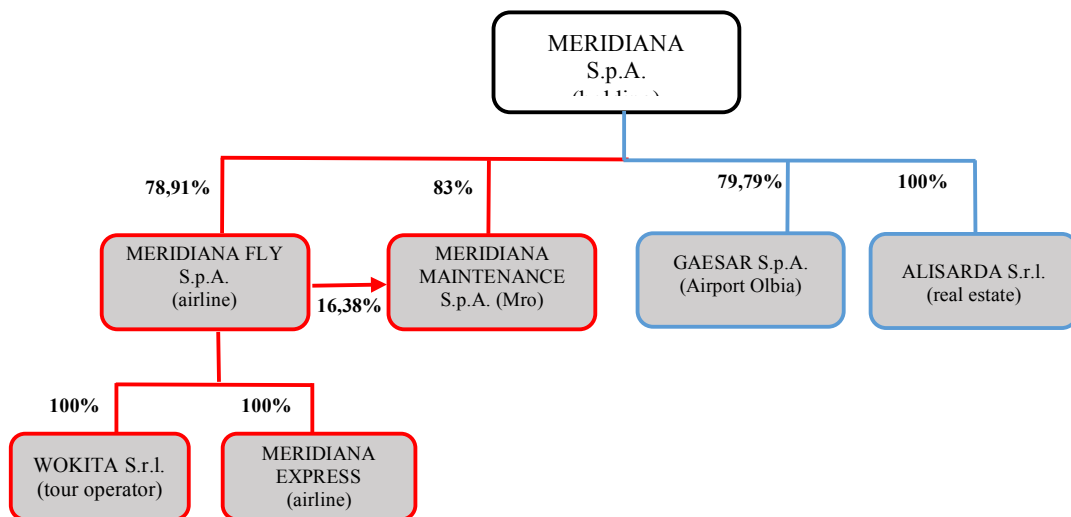 MERIDIANA
S.p.A.
78,91%
83%
79,79%
100%
MERIDIANA FLY
S.p.A.
(airline)
16,38%
MERIDIANA
MAINTENANCE
S.p.A. (Mro)
GAESAR S.p.A.
(Airport Olbia)
ALISARDA S.r.l.
(real estate)
100%
100%
WOKITA S.r.l.
(tour operator)
MERIDIANA
EXPRESS
(airline)